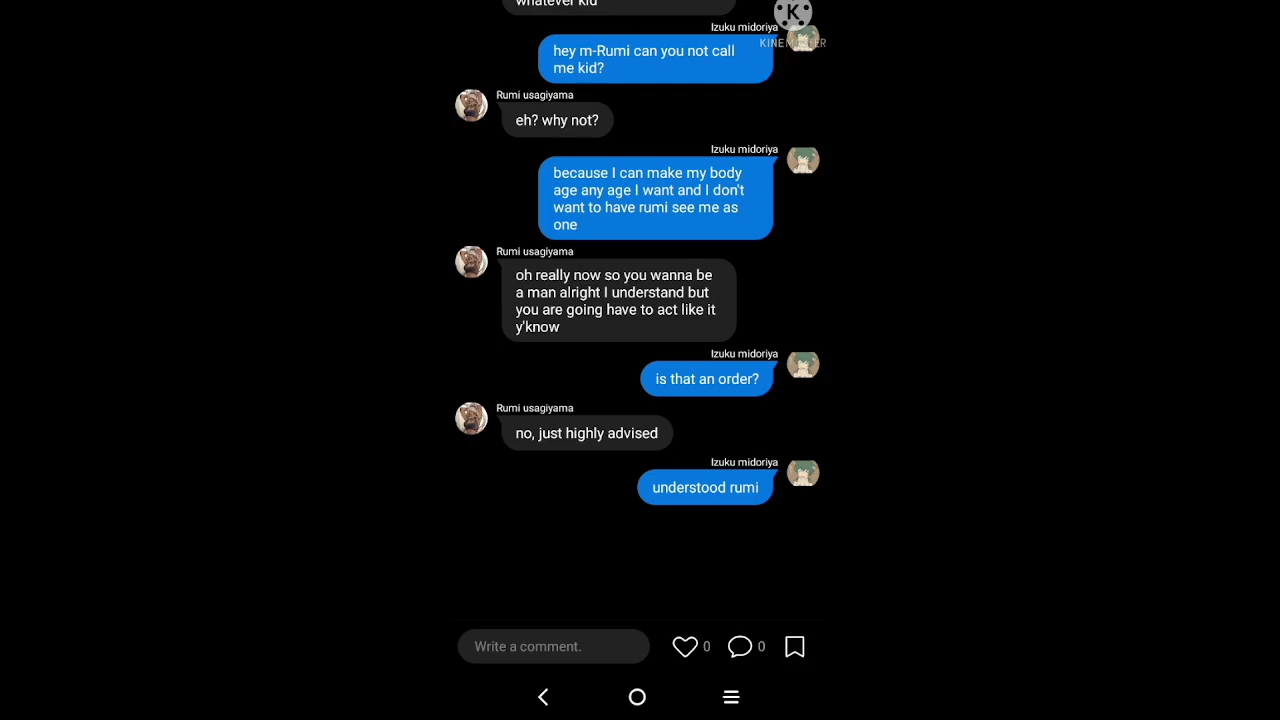 whatever kid
K
KINEMASTER
Izuku midoriya
hey m-Rumi can you not call
me kid?
Rumi usagiyama
eh? why not?
Izuku midoriya
because I can make my body
age any age I want and I don't
want to have rumi see me as
one
Rumi usagiyama
oh really now so you wanna be
a man alright I understand but
you are going have to act like it
y'know
Izuku midoriya
is that an order?
Rumi usagiyama
no, just highly advised
Izuku midoriya
understood rumi
Write a comment.
0
0